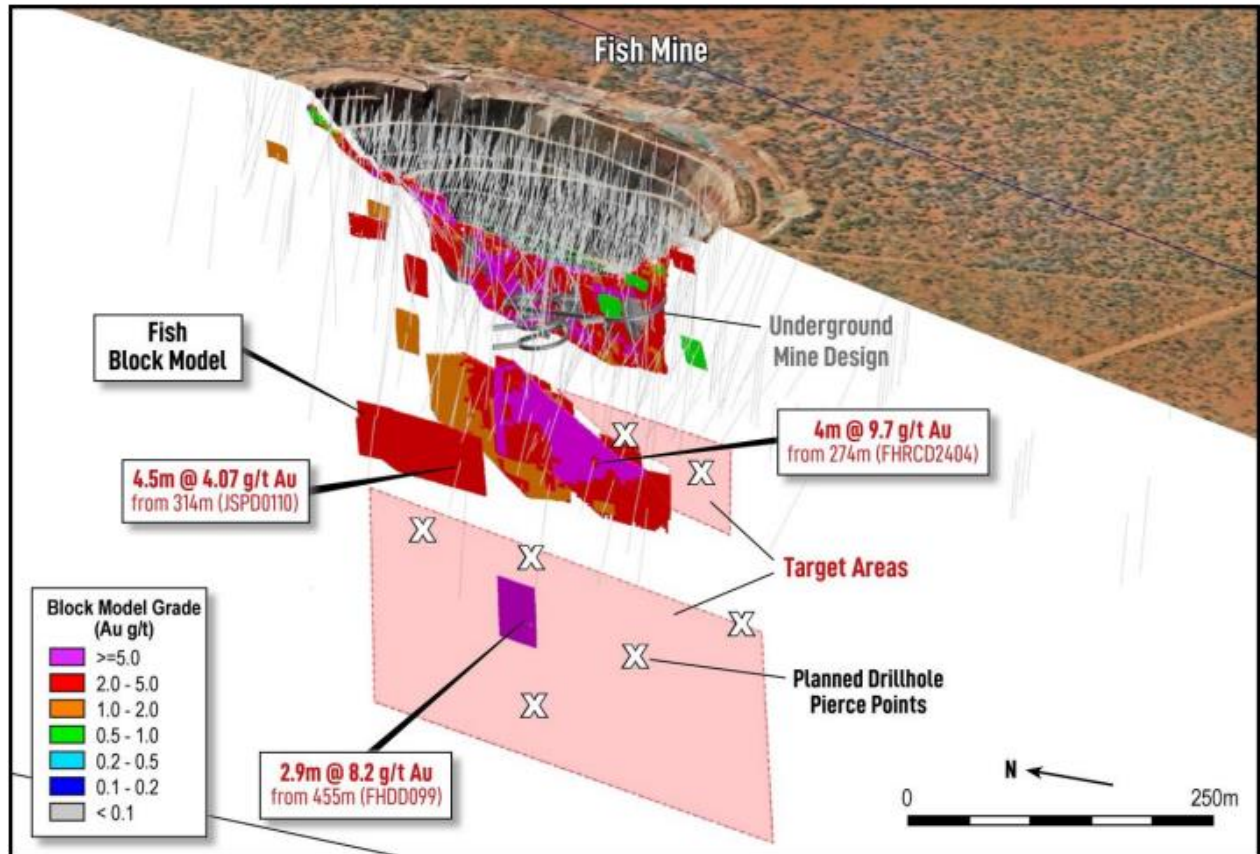 Fish Mine
Underground
Mine Design
Fish
Block Model
4m @ 9.7 g/t Au
from 274m (FHRCD2404)
4.5m @ 4.07 g/t Au
from 314m (JSPD0110)
Target Areas
Block Model Grade
(Au g/t)
>=5.0
2.0 - 5.0
1.0 - 2.0
0.5 - 1.0
0.2 - 0.5
0.1 - 0.2
< 0.1
Planned Drillhole
Pierce Points
2.9m @ 8.2 g/t Au
from 455m (FHDD099)
N
0
250m